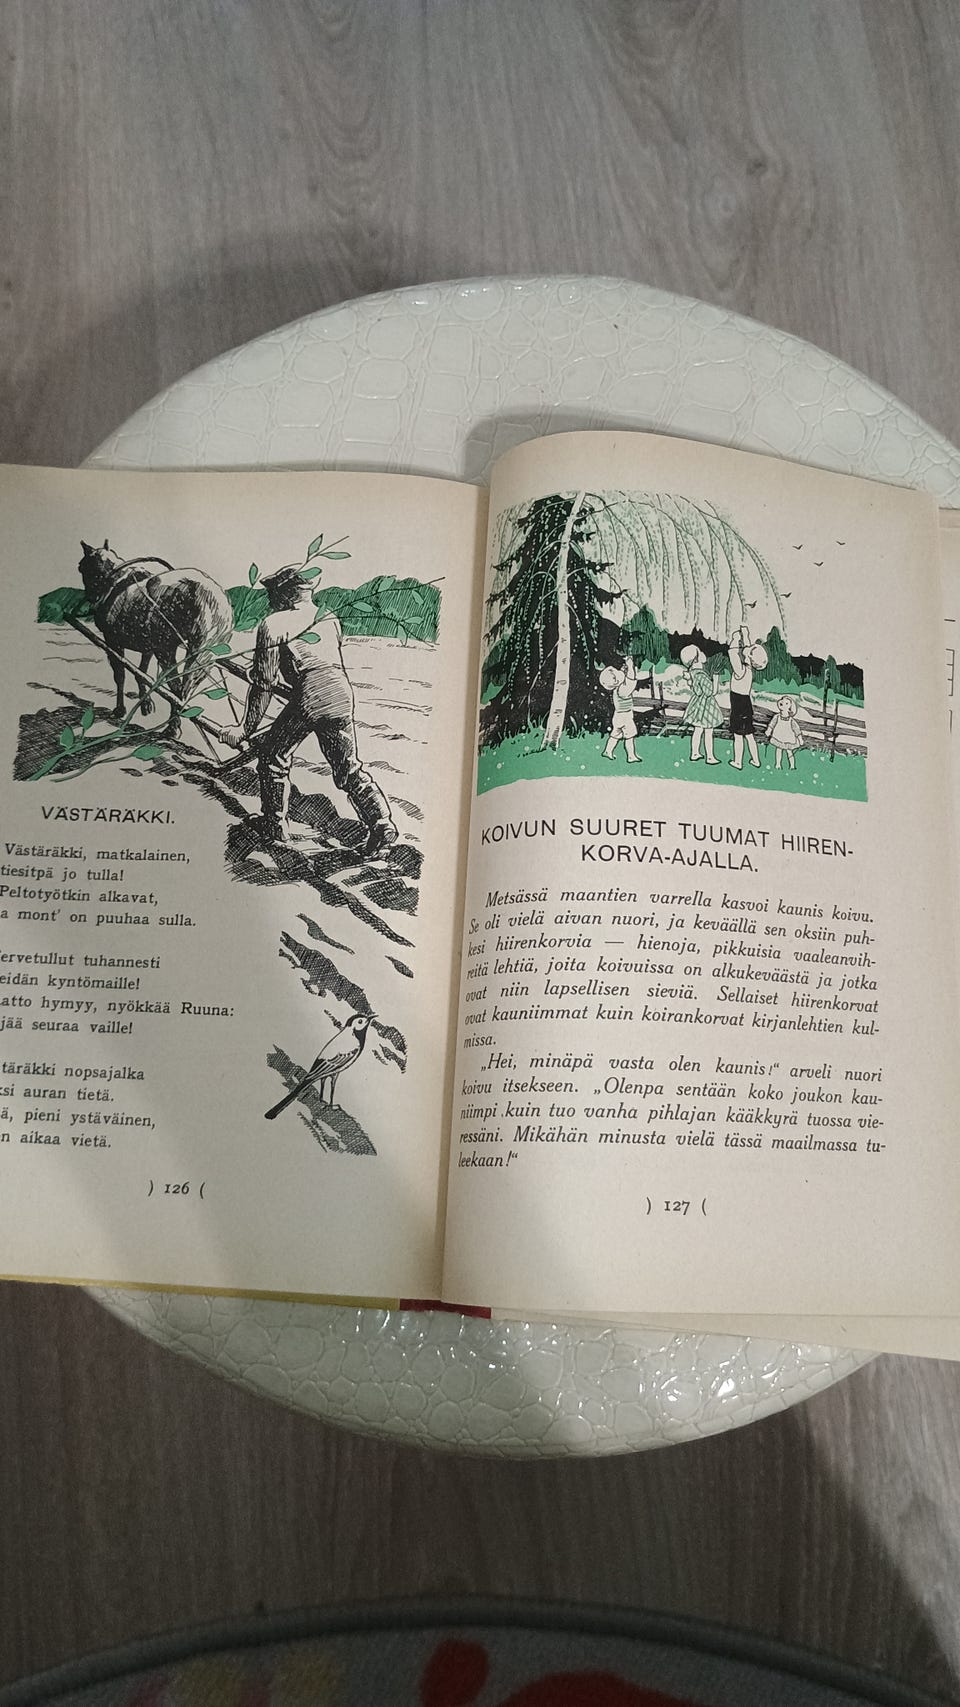 VÄSTÄRÄKKI.
Västäräkki, matkalainen,
tiesitpä jo tulla!
Peltotyötkin alkavat,
a mont' on puuhaa sulla.
ervetullut tuhannesti
eidän kyntömaille!
atto hymyy, nyökkää Ruuna:
jää seuraa vaille!
täräkki nopsajalka
si auran tietä.
ä, pieni ystäväinen,
n aikaa vietä.
) 126 (
KOIVUN SUURET TUUMAT HIIREN-
KORVA-AJALLA.
Metsässä maantien varrella kasvoi kaunis koivu.
Se oli vielä aivan nuori, ja keväällä sen oksiin puh-
kesi hiirenkorvia — hienoja, pikkuisia vaaleanvih-
reitä lehtiä, joita koivuissa on alkukeväästä ja jotka
ovat niin lapsellisen sieviä. Sellaiset hiirenkorvat
ovat kauniimmat kuin koirankorvat kirjanlehtien kul-
missa.
„Hei, minäpä vasta olen kaunis!“ arveli nuori
koivu itsekseen. „Olenpa sentään koko joukon kau-
niimpi kuin tuo vanha pihlajan kääkkyrä tuossa vie-
ressäni. Mikähän minusta vielä tässä maailmassa tu-
leekaan!“
) 127 (